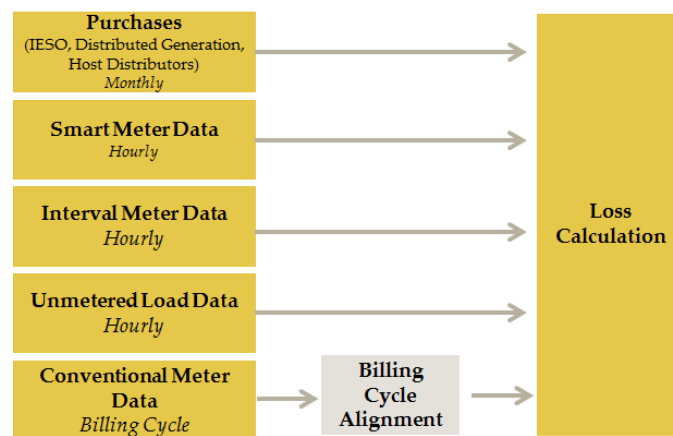 Purchases
(IESO, Distributed Generation,
Host Distributors)
Monthly
Smart Meter Data
Hourly
Interval Meter Data
Hourly
Unmetered Load Data
Hourly
Conventional Meter
Data
Billing Cycle
Billing
Cycle
Alignment
Loss
Calculation